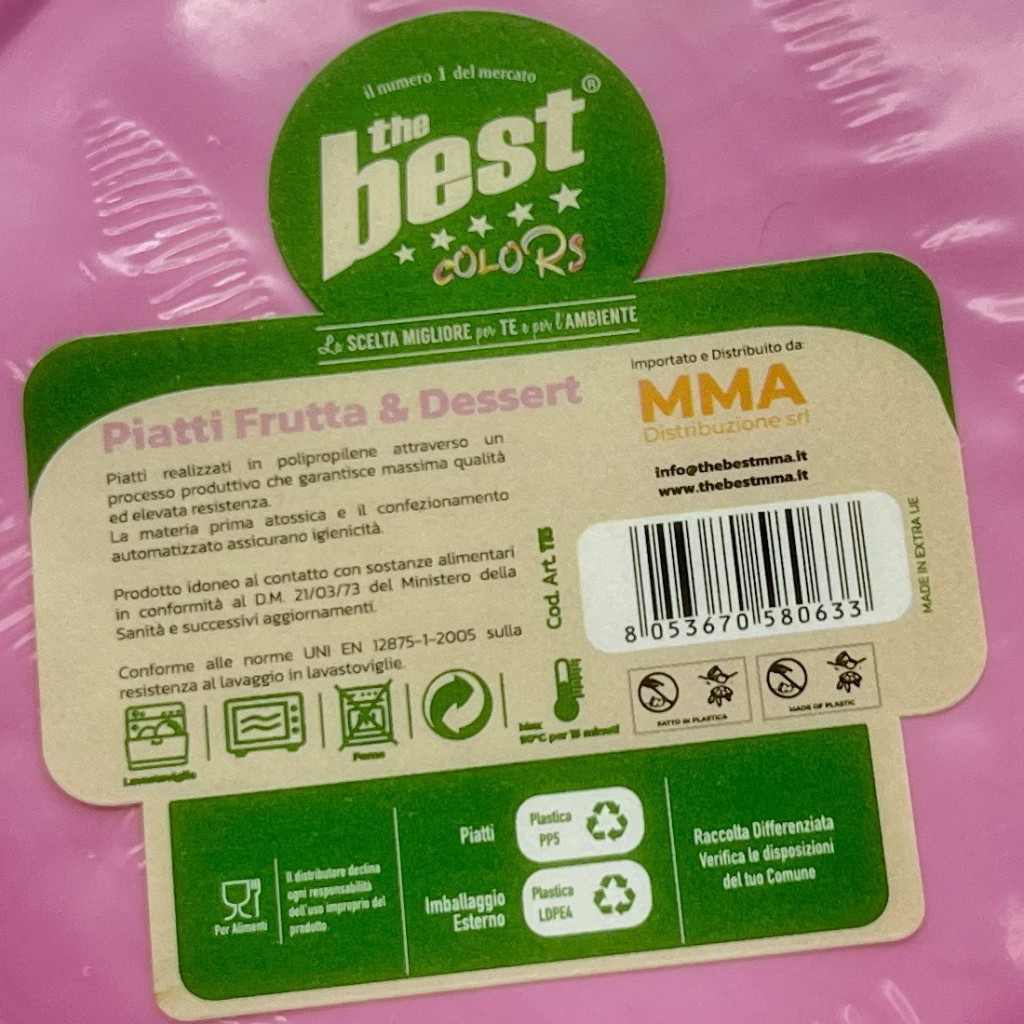 il numero 1 del mercato
the
best®
COLORS
La SCELTA MIGLIORE per TE e per l'AMBIENTE
Piatti Frutta & Dessert
Piatti realizzati in polipropilene attraverso un
processo produttivo che garantisce massima qualità
ed elevata resistenza.
La materia prima atossica e il confezionamento
automatizzato assicurano igienicità.
Prodotto idoneo al contatto con sostanze alimentari
in conformità al D.M. 21/03/73 del Ministero della
Sanità e successivi aggiornamenti.
Conforme alle norme UNI EN 12875-1-2005 sulla
resistenza al lavaggio in lavastoviglie.
Importato e Distribuito da:
MMA
Distribuzione srl
info@thebestmma.it
www.thebestmma.it
Cod. Art.
8 053670 580633
MADE IN EXTRA UE
Lavastoviglie
Forno
Max
per 15 minuti
FATTO IN PLASTICA
MADE OF PLASTIC
Per Alimenti
Il distributore declina
ogni responsabilità
dell'uso improprio del
prodotto.
Piatti
Plastica
PP5
Imballaggio
Esterno
Plastica
LDPE4
Raccolta Differenziata
Verifica le disposizioni
del tuo Comune